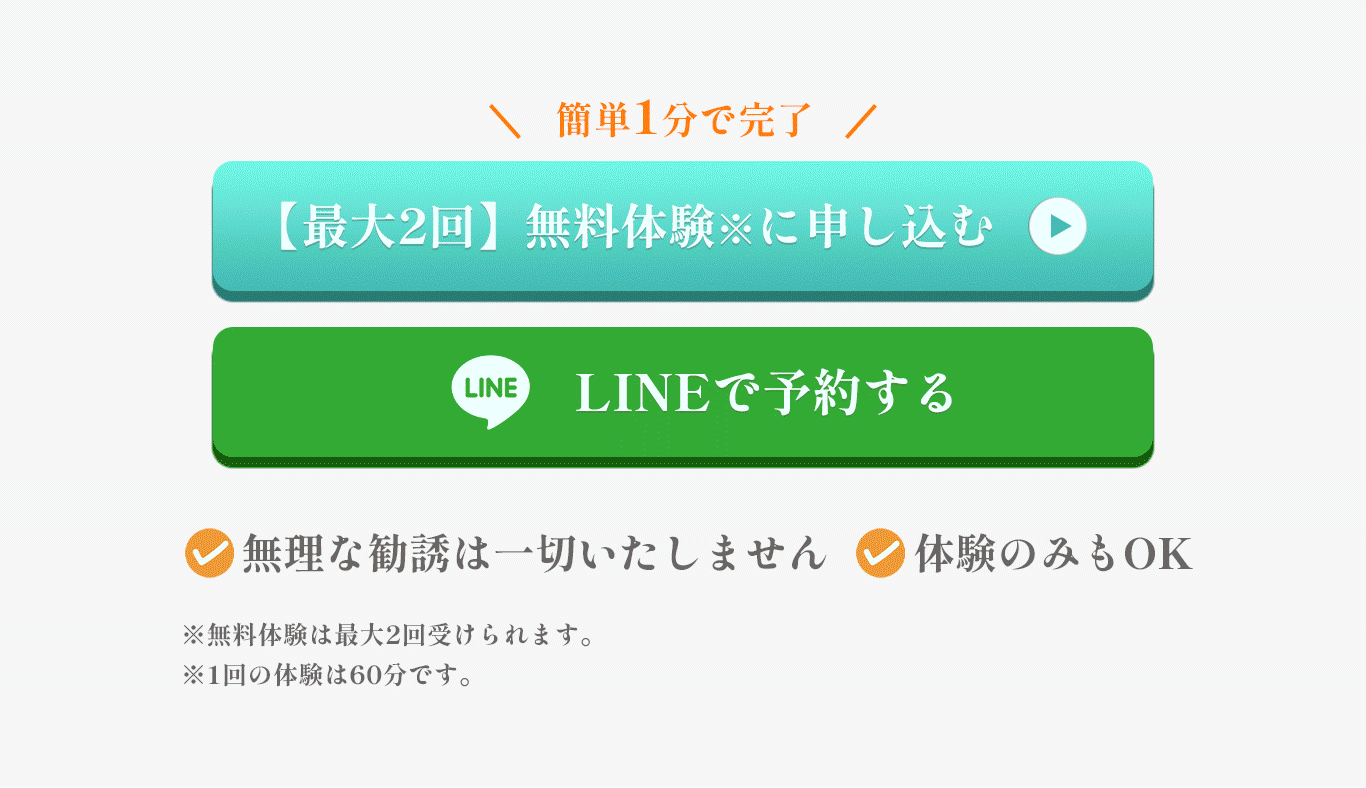 ＼ 簡単1分で完了 ／
【最大2回】無料体験※に申し込む
LINE LINEで予約する
無理な勧誘は一切いたしません 体験のみもOK
※無料体験は最大2回受けられます。
※1回の体験は60分です。